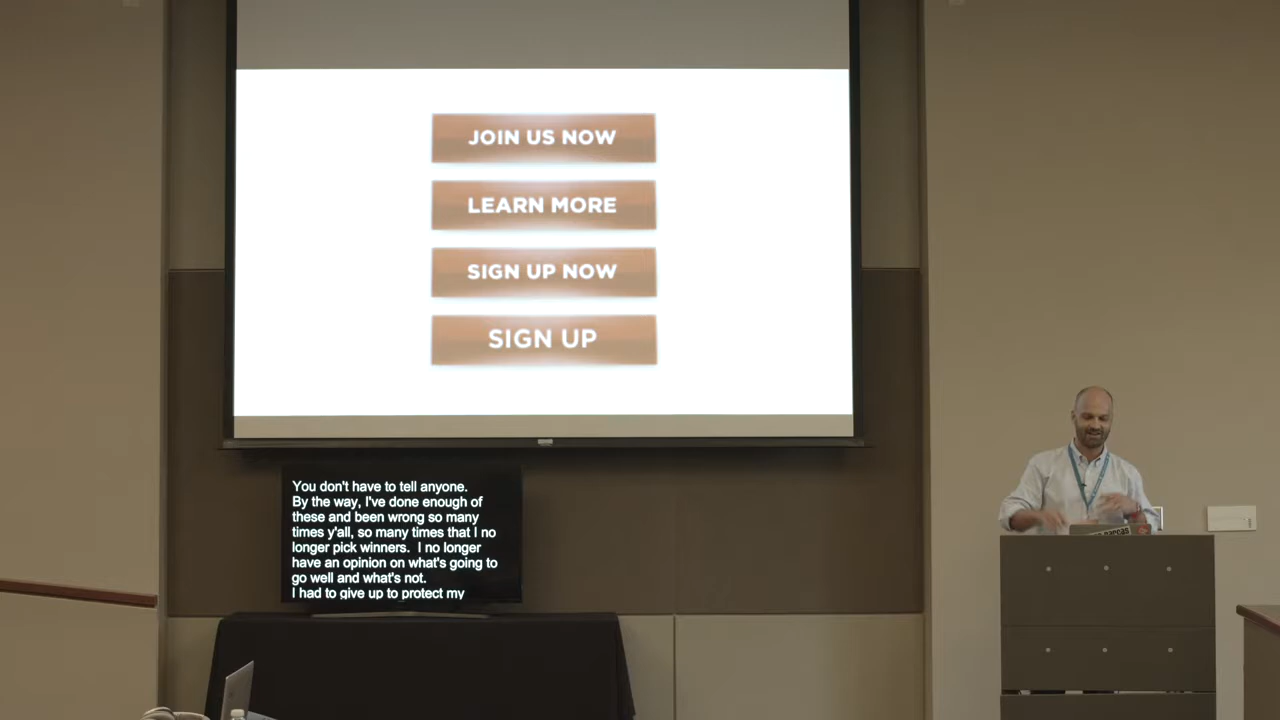 JOIN US NOW
LEARN MORE
SIGN UP NOW
SIGN UP
You don't have to tell anyone.
By the way, I've done enough of
these and been wrong so many
times y'all, so many times that I no
longer pick winners. I no longer
have an opinion on what's going to
go well and what's not.
I had to give up to protect my